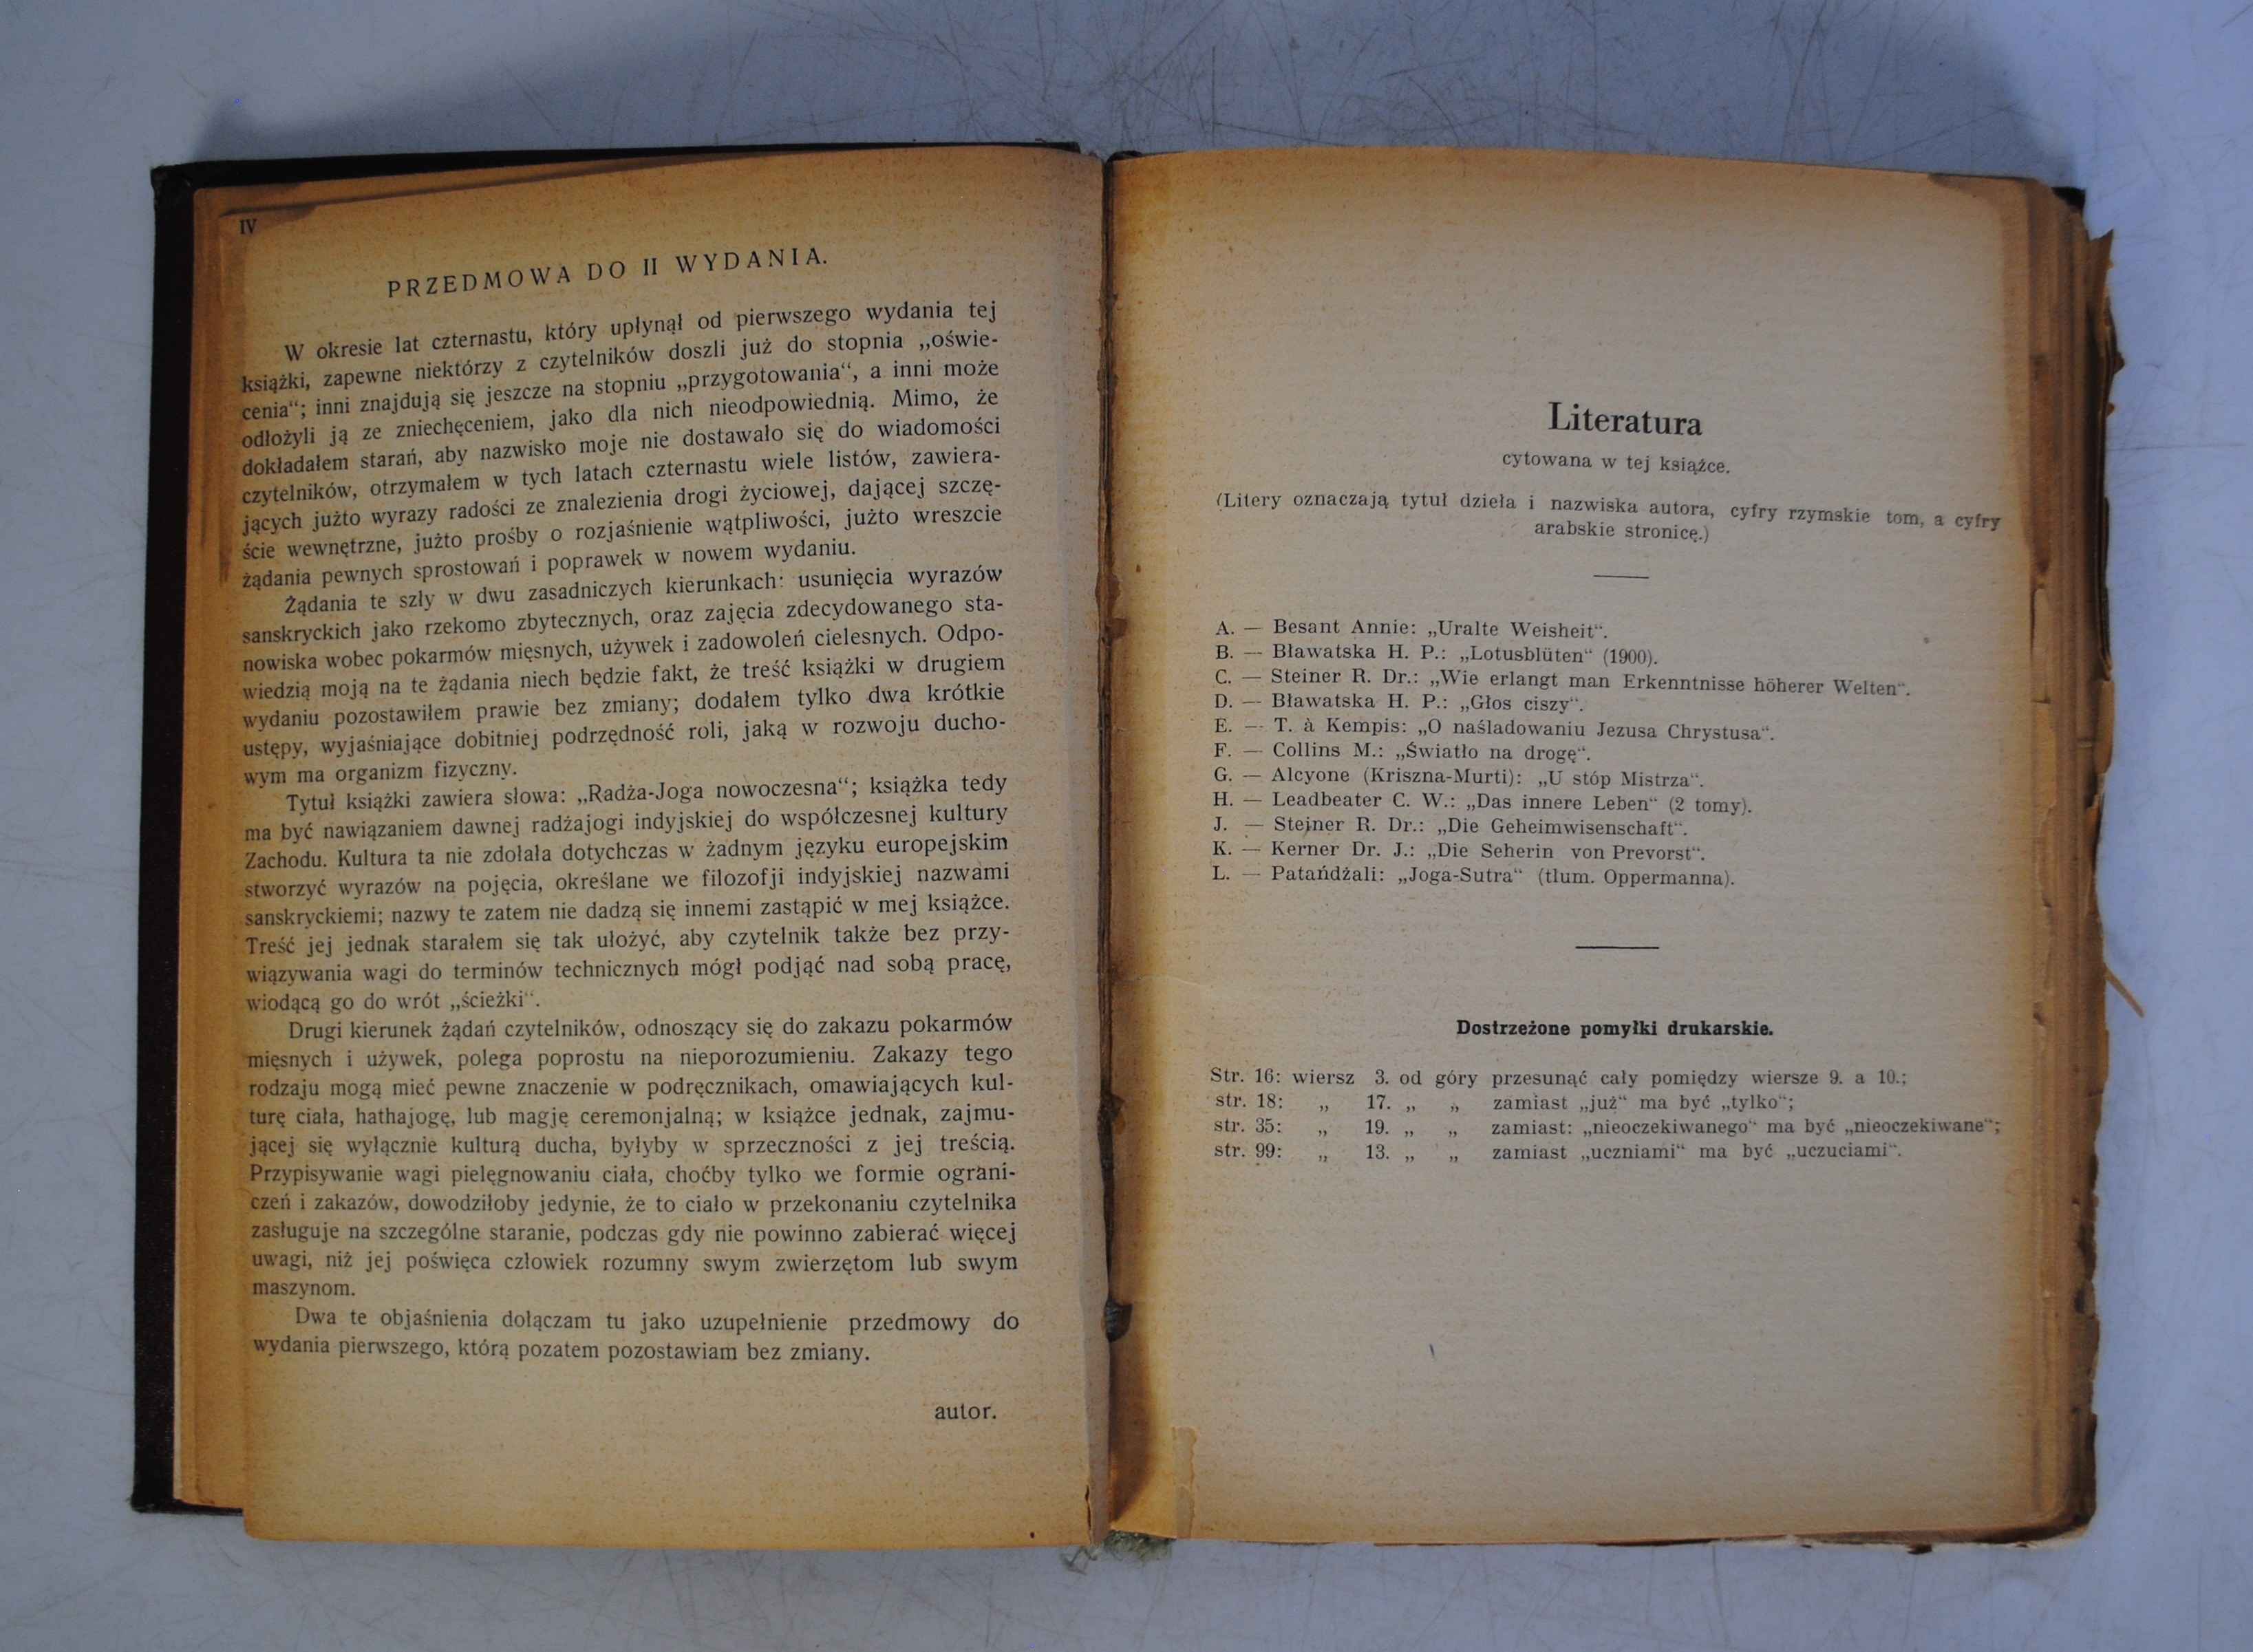 IV
PRZEDMOWA DO II WYDANIA.
W okresie lat czternastu, który upłynął od pierwszego wydania tej
książki, zapewne niektórzy z czytelników doszli już do stopnia „oświe-
cenia“; inni znajdują się jeszcze na stopniu „przygotowania“, a inni może
odłożyli ją ze zniechęceniem, jako dla nich nieodpowiednią. Mimo, że
dokładałem starań, aby nazwisko moje nie dostawało się do wiadomości
czytelników, otrzymałem w tych latach czternastu wiele listów, zawiera-
jących jużto wyrazy radości ze znalezienia drogi życiowej, dającej szczę-
ście wewnętrzne, jużto prośby o rozjaśnienie wątpliwości, jużto wreszcie
żądania pewnych sprostowań i poprawek w nowem wydaniu.
Żądania te szły w dwu zasadniczych kierunkach: usunięcia wyrazów
sanskryckich jako rzekomo zbytecznych, oraz zajęcia zdecydowanego sta-
nowiska wobec pokarmów mięsnych, używek i zadowoleń cielesnych. Odpo-
wiedzią moją na te żądania niech będzie fakt, że treść książki w drugiem
wydaniu pozostawiłem prawie bez zmiany; dodałem tylko dwa krótkie
ustępy, wyjaśniające dobitniej podrzędność roli, jaką w rozwoju ducho-
wym ma organizm fizyczny.
Tytuł książki zawiera słowa: „Radża-Joga nowoczesna“; książka tedy
ma być nawiązaniem dawnej radżajogi indyjskiej do współczesnej kultury
Zachodu. Kultura ta nie zdołała dotychczas w żadnym języku europejskim
stworzyć wyrazów na pojęcia, określane we filozofji indyjskiej nazwami
sanskryckiemi; nazwy te zatem nie dadzą się innemi zastąpić w mej książce.
Treść jej jednak starałem się tak ułożyć, aby czytelnik także bez przy-
wiązywania wagi do terminów technicznych mógł podjąć nad sobą pracę,
wiodącą go do wrót „ścieżki“.
Drugi kierunek żądań czytelników, odnoszący się do zakazu pokarmów
mięsnych i używek, polega poprostu na nieporozumieniu. Zakazy tego
rodzaju mogą mieć pewne znaczenie w podręcznikach, omawiających kul-
turę ciała, hathajogę, lub magję ceremonjalną; w książce jednak, zajmu-
jącej się wyłącznie kulturą ducha, byłyby w sprzeczności z jej treścią.
Przypisywanie wagi pielęgnowaniu ciała, choćby tylko we formie ograni-
czeń i zakazów, dowodziłoby jedynie, że to ciało w przekonaniu czytelnika
zasługuje na szczególne staranie, podczas gdy nie powinno zabierać więcej
uwagi, niż jej poświęca człowiek rozumny swym zwierzętom lub swym
maszynom.
Dwa te objaśnienia dołączam tu jako uzupełnienie przedmowy do
wydania pierwszego, którą pozatem pozostawiam bez zmiany.
autor.
Literatura
cytowana w tej książce.
(Litery oznaczają tytuł dzieła i nazwiska autora, cyfry rzymskie tom, a cyfry
arabskie stronicę.)
A. — Besant Annie: „Uralte Weisheit“.
B. — Bławatska H. P.: „Lotusblüten“ (1900).
C. — Steiner R. Dr.: „Wie erlangt man Erkenntnisse höherer Welten“.
D. — Bławatska H. P.: „Głos ciszy“.
E. — T. à Kempis: „O naśladowaniu Jezusa Chrystusa“.
F. — Collins M.: „Światło na drogę“.
G. — Alcyone (Kriszna-Murti): „U stóp Mistrza“.
H. — Leadbeater C. W.: „Das innere Leben“ (2 tomy).
J. — Steiner R. Dr.: „Die Geheimwisenschaft“.
K. — Kerner Dr. J.: „Die Seherin von Prevorst“.
L. — Patańdżali: „Joga-Sutra“ (tłum. Oppermanna).
Dostrzeżone pomyłki drukarskie.
Str. 16: wiersz 3. od góry przesunąć cały pomiędzy wiersze 9. a 10.;
str. 18: „ 17. „ „ zamiast „już“ ma być „tylko“;
str. 35: „ 19. „ „ zamiast: „nieoczekiwanego“ ma być „nieoczekiwane“;
str. 99: „ 13. „ „ zamiast „uczniami“ ma być „uczuciami“.